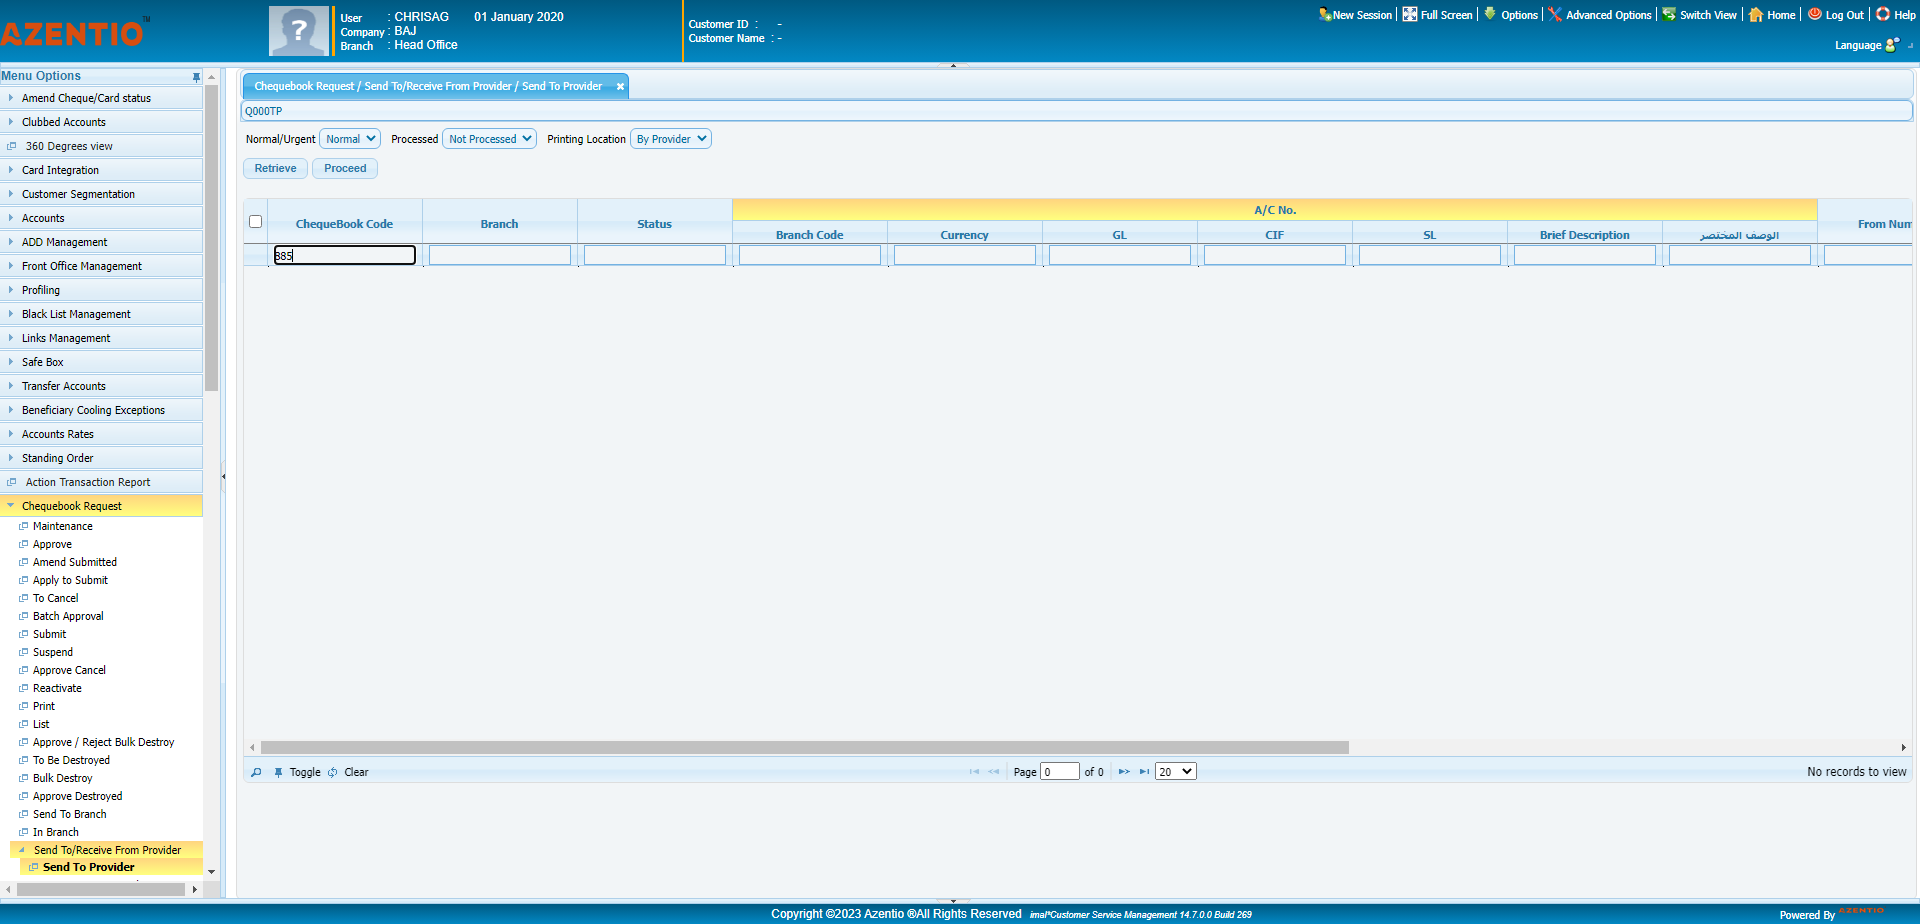 AZENTIO™
User : CHRISAG 01 January 2020
Company : BAJ
Branch : Head Office
Customer ID : -
Customer Name : -
New Session Full Screen Options Advanced Options Switch View Home Log Out Help
Language
Menu Options
Amend Cheque/Card status
Clubbed Accounts
360 Degrees view
Card Integration
Customer Segmentation
Accounts
ADD Management
Front Office Management
Profiling
Black List Management
Links Management
Safe Box
Transfer Accounts
Beneficiary Cooling Exceptions
Accounts Rates
Standing Order
Action Transaction Report
Chequebook Request
Maintenance
Approve
Amend Submitted
Apply to Submit
To Cancel
Batch Approval
Submit
Suspend
Approve Cancel
Reactivate
Print
List
Approve / Reject Bulk Destroy
To Be Destroyed
Bulk Destroy
Approve Destroyed
Send To Branch
In Branch
Send To/Receive From Provider
Send To Provider
Chequebook Request / Send To/Receive From Provider / Send To Provider
Q000TP
Normal/Urgent Normal Processed Not Processed Printing Location By Provider
Retrieve Proceed
A/C No.
ChequeBook Code Branch Status Branch Code Currency GL CIF SL Brief Description الوصف المختصر From Num
885
Toggle Clear
Page 0 of 0 20
No records to view
Copyright ©2023 Azentio ®All Rights Reserved imal*Customer Service Management 14.7.0.0 Build 269
Powered By AZENTIO